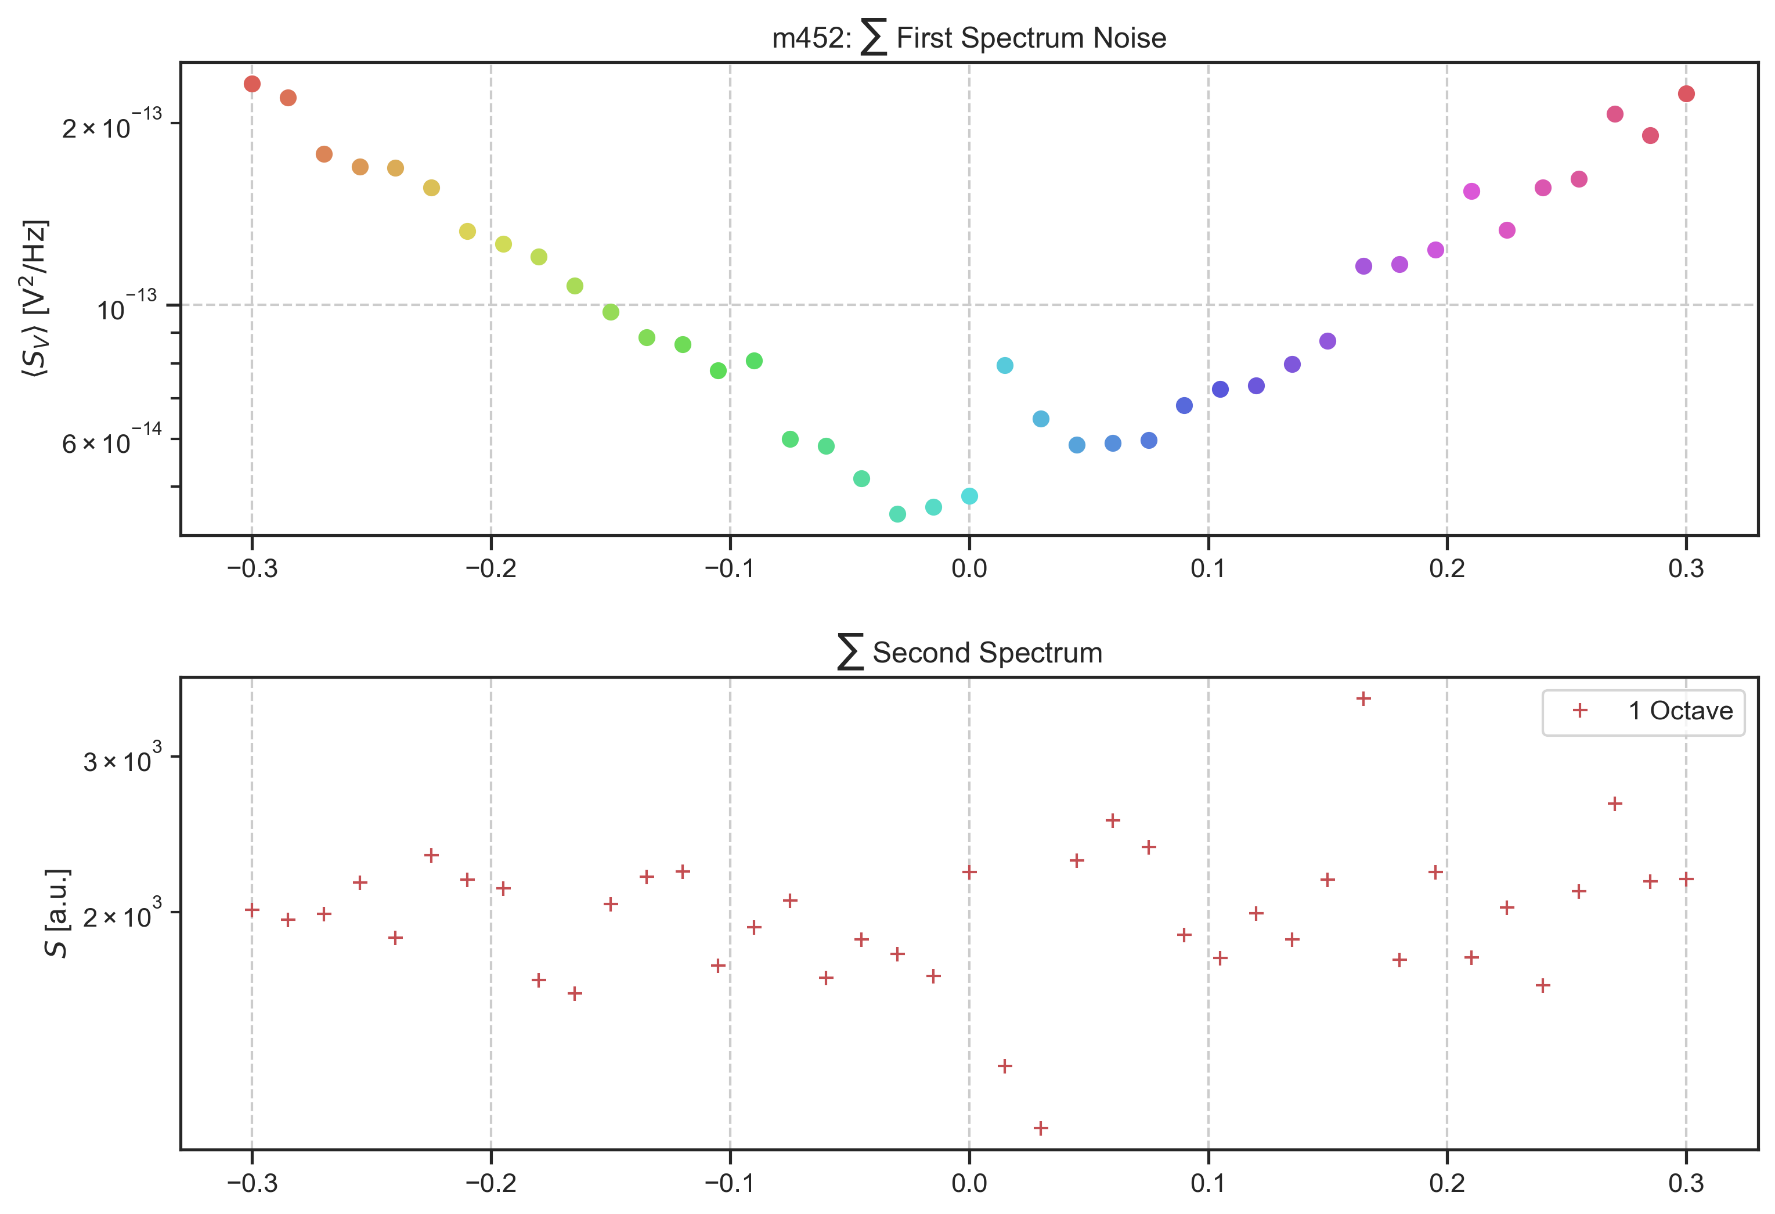 m452: ∑ First Spectrum Noise
⟨S_V⟩ [V²/Hz]
2 × 10⁻¹³
10⁻¹³
6 × 10⁻¹⁴
−0.3 −0.2 −0.1 0.0 0.1 0.2 0.3
∑ Second Spectrum
1 Octave
S [a.u.]
3 × 10³
2 × 10³
−0.3 −0.2 −0.1 0.0 0.1 0.2 0.3